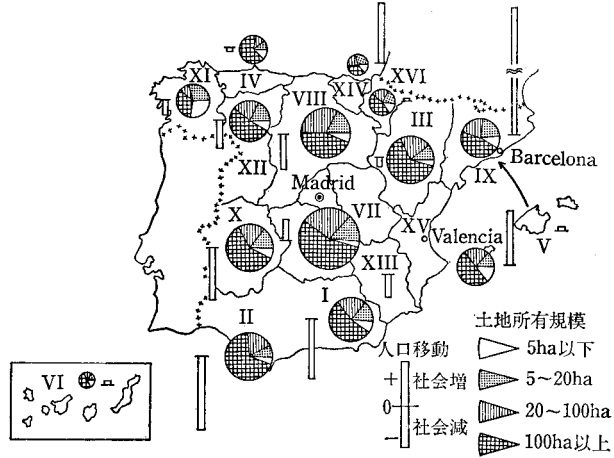 XI
IV
XIV
XVI
VIII
III
XII
Barcelona
IX
Madrid
X
VII
V
XV
Valencia
XIII
I
II
VI
土地所有規模
5ha以下
5～20ha
20～100ha
100ha以上
人口移動
+
社会増
0
社会減
−